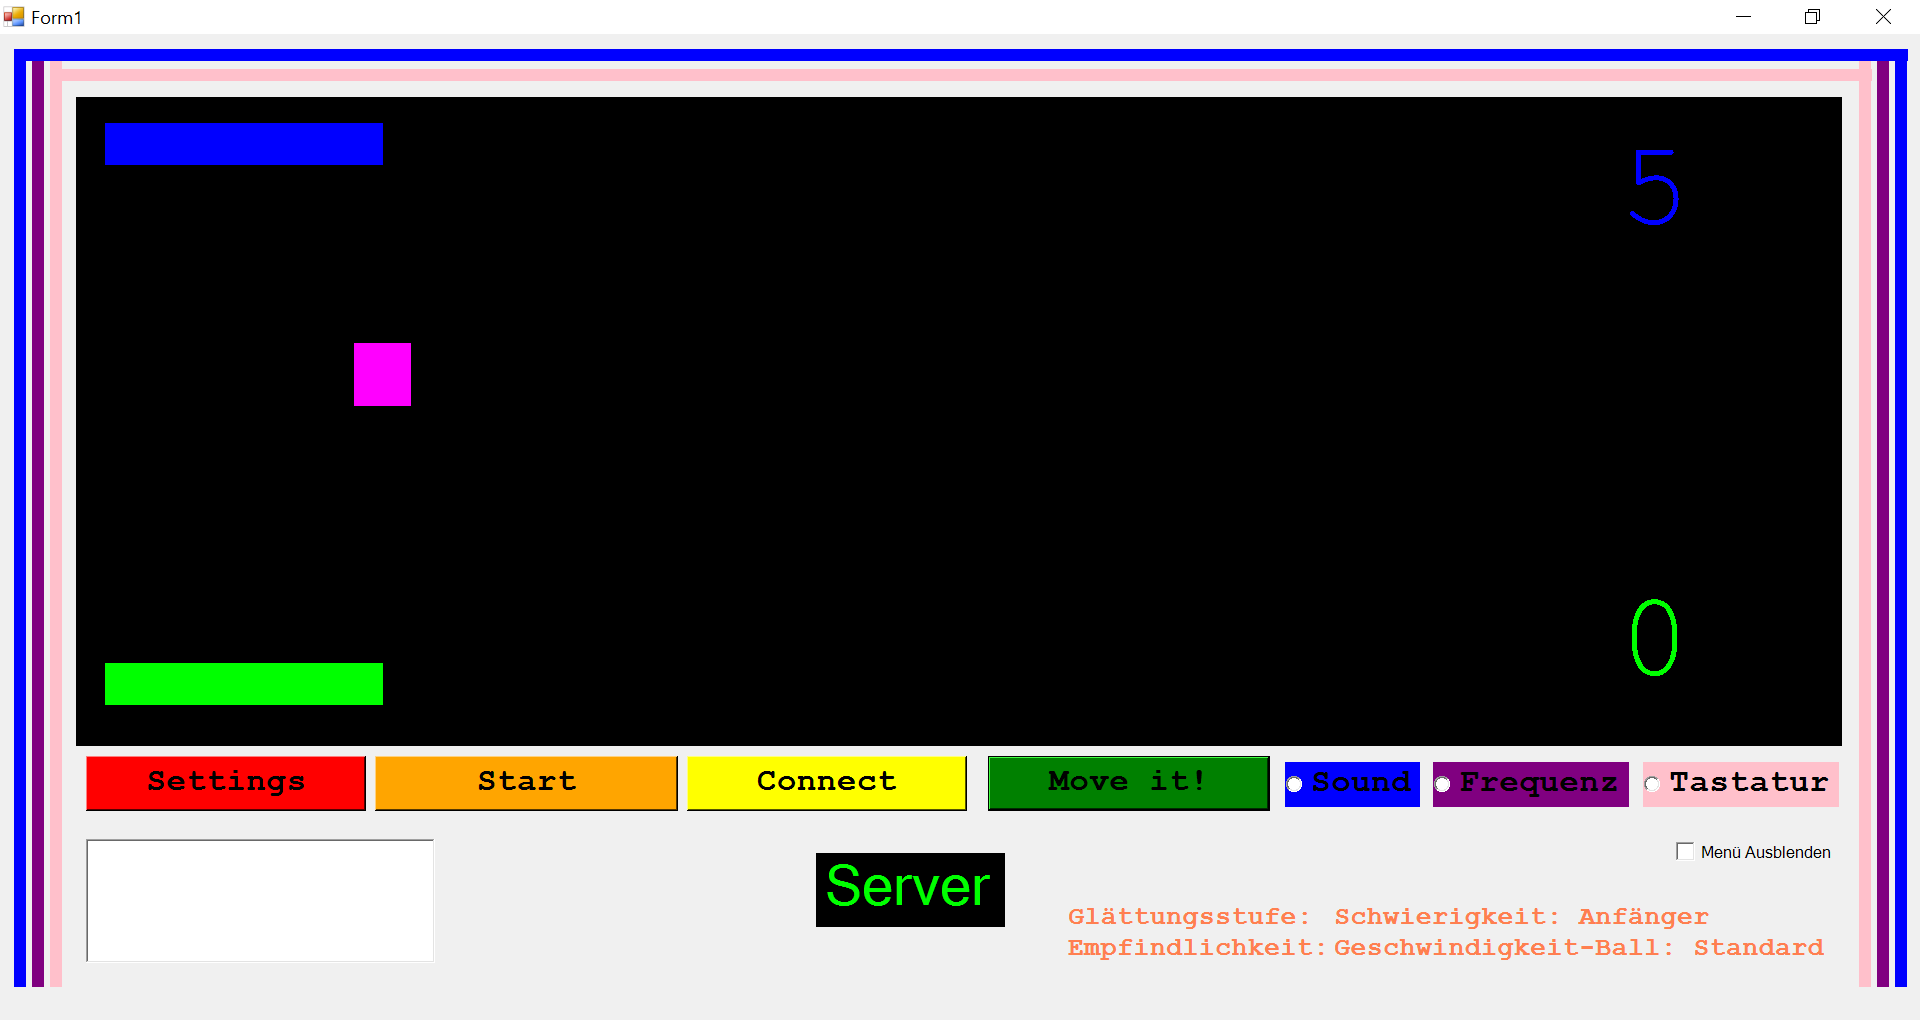 Form1
5
0
Settings Start Connect Move it! Sound Frequenz Tastatur
Menü Ausblenden
Server
Glättungsstufe: Schwierigkeit: Anfänger
Empfindlichkeit: Geschwindigkeit-Ball: Standard